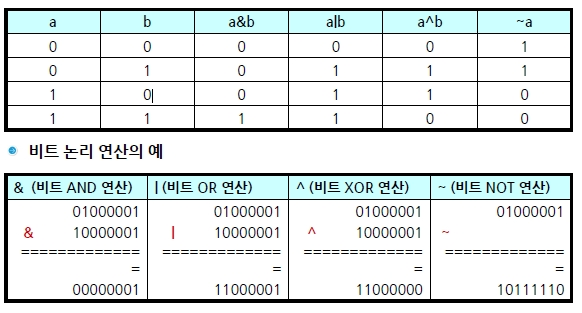 a b a&b a|b a^b ~a
0 0 0 0 0 1
0 1 0 1 1 1
1 0 0 1 1 0
1 1 1 1 0 0
비트 논리 연산의 예
& (비트 AND 연산) | (비트 OR 연산) ^ (비트 XOR 연산) ~ (비트 NOT 연산)
01000001 01000001 01000001 01000001
& 10000001 | 10000001 ^ 10000001 ~
============= ============= ============= =============
= = = =
00000001 11000001 11000000 10111110